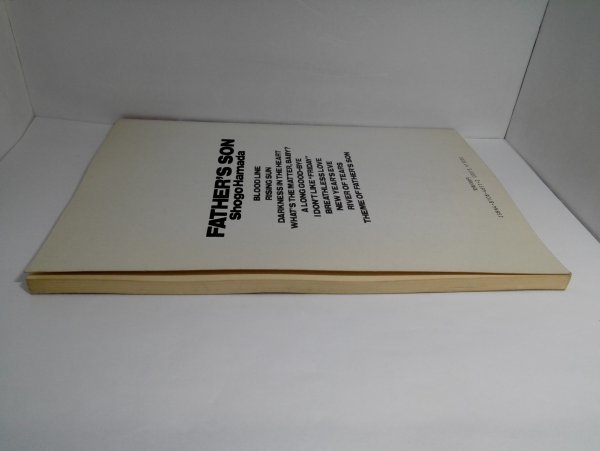 FATHER'S SON
Shogo Hamada
BLOOD LINE
RISING SUN
DARKNESS IN THE HEART
WHAT'S THE MATTER, BABY?
A LONG GOOD-BYE
I DON'T LIKE "FRIDAY"
BREATHLESS LOVE
NEW YEAR'S EVE
RIVER OF TEARS
THEME OF FATHER'S SON